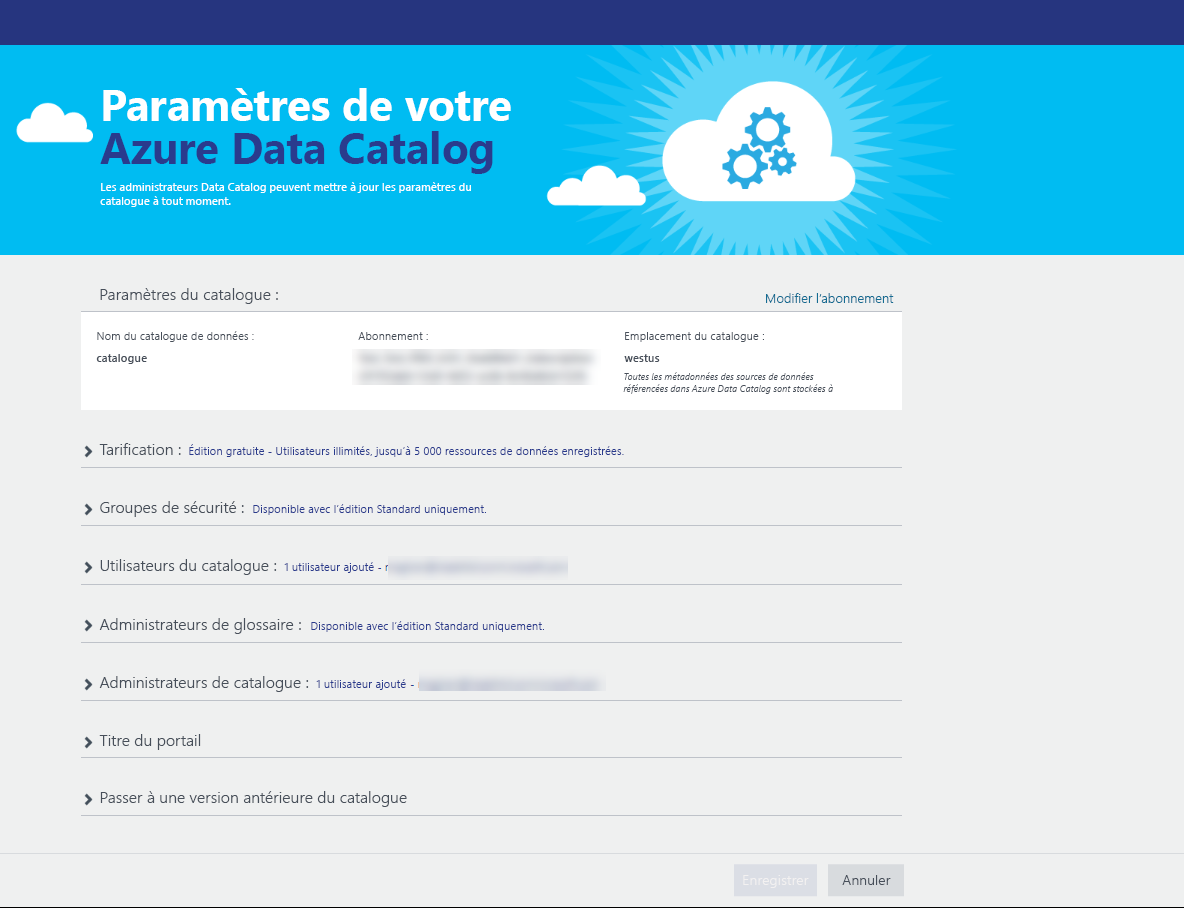 Paramètres de votre
Azure Data Catalog
Les administrateurs Data Catalog peuvent mettre à jour les paramètres du
catalogue à tout moment.
Paramètres du catalogue :
Modifier l’abonnement
Nom du catalogue de données :
catalogue
Abonnement :
Emplacement du catalogue :
westus
Toutes les métadonnées des sources de données
référencées dans Azure Data Catalog sont stockées à
Tarification : Édition gratuite - Utilisateurs illimités, jusqu’à 5 000 ressources de données enregistrées.
Groupes de sécurité : Disponible avec l’édition Standard uniquement.
Utilisateurs du catalogue : 1 utilisateur ajouté -
Administrateurs de glossaire : Disponible avec l’édition Standard uniquement.
Administrateurs de catalogue : 1 utilisateur ajouté -
Titre du portail
Passer à une version antérieure du catalogue
Enregistrer
Annuler